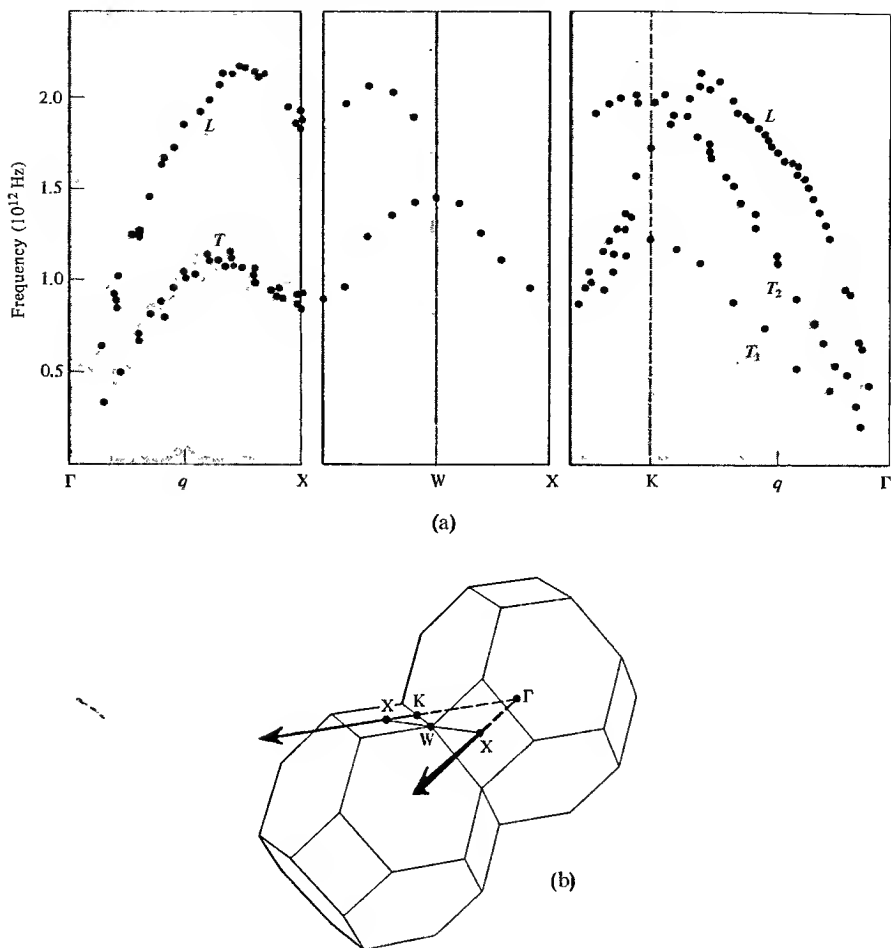 Frequency (10¹² Hz)
2.0
1.5
1.0
0.5
L
T
L
T₂
T₁
Γ q X W X K q Γ
(a)
X K Γ
W X
(b)